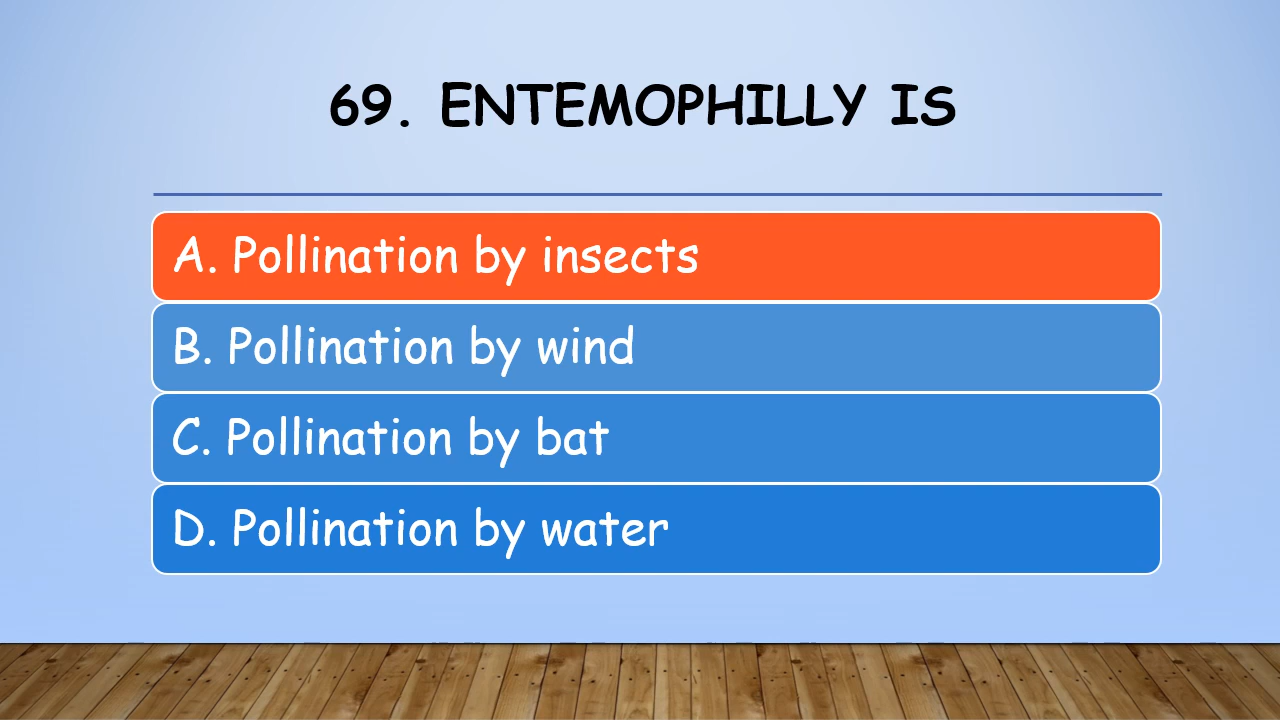 69. ENTEMOPHILLY IS
A. Pollination by insects
B. Pollination by wind
C. Pollination by bat
D. Pollination by water